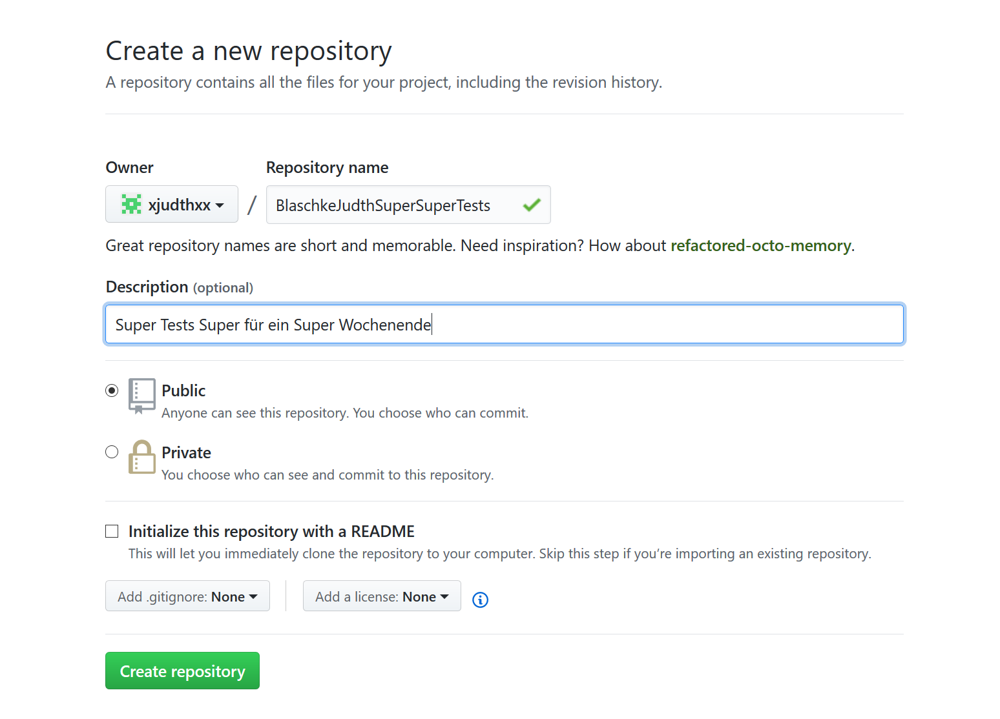 Create a new repository
A repository contains all the files for your project, including the revision history.
Owner
Repository name
xjudthxx / BlaschkeJudthSuperSuperTests
Great repository names are short and memorable. Need inspiration? How about refactored-octo-memory.
Description (optional)
Super Tests Super für ein Super Wochenende
Public
Anyone can see this repository. You choose who can commit.
Private
You choose who can see and commit to this repository.
Initialize this repository with a README
This will let you immediately clone the repository to your computer. Skip this step if you’re importing an existing repository.
Add .gitignore: None
Add a license: None
Create repository